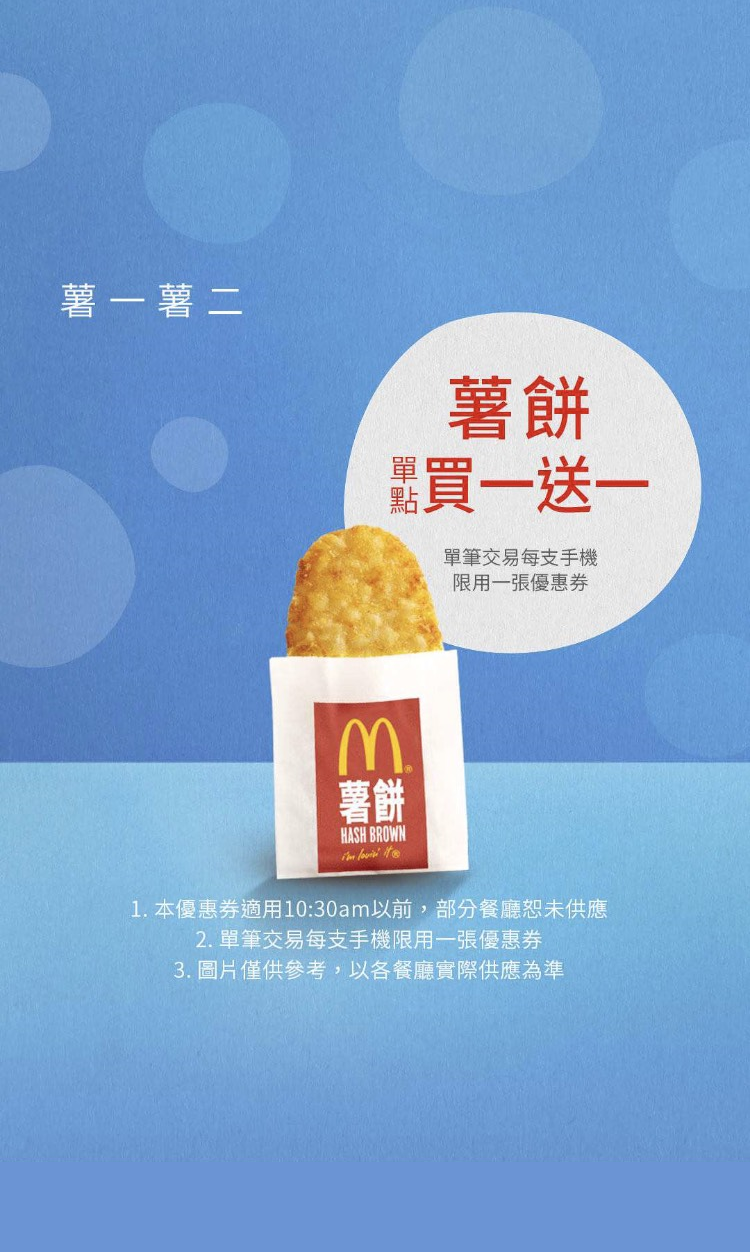 薯一薯二
薯餅
單點 買一送一
單筆交易每支手機
限用一張優惠券
M®
薯餅
HASH BROWN
i'm lovin' it®
1. 本優惠券適用10:30am以前，部分餐廳恕未供應
2. 單筆交易每支手機限用一張優惠券
3. 圖片僅供參考，以各餐廳實際供應為準